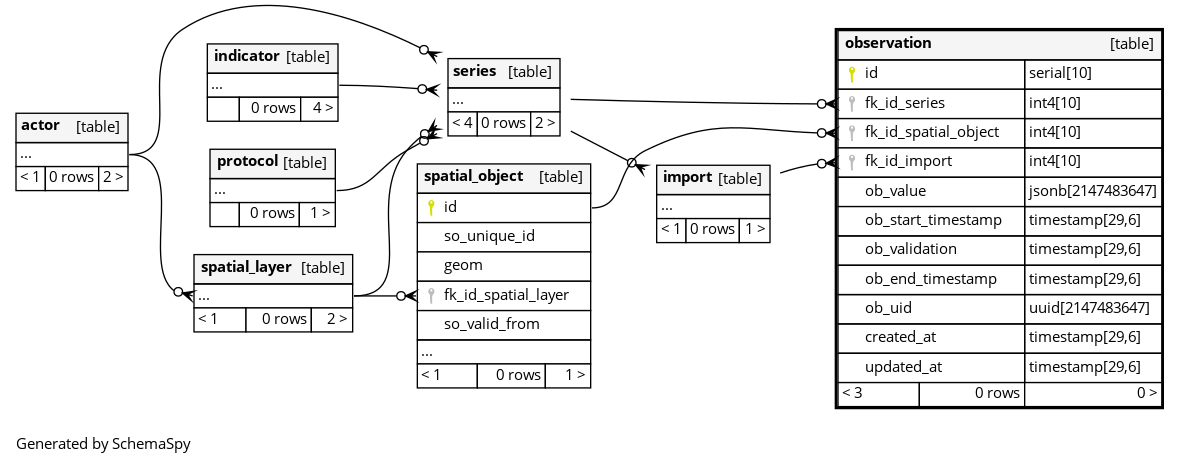 actor [table]
...
< 1 0 rows 2 >
indicator [table]
...
0 rows 4 >
protocol [table]
...
0 rows 1 >
spatial_layer [table]
...
< 1 0 rows 2 >
series [table]
...
< 4 0 rows 2 >
spatial_object [table]
id
so_unique_id
geom
fk_id_spatial_layer
so_valid_from
...
< 1 0 rows 1 >
import [table]
...
< 1 0 rows 1 >
observation [table]
id serial[10]
fk_id_series int4[10]
fk_id_spatial_object int4[10]
fk_id_import int4[10]
ob_value jsonb[2147483647]
ob_start_timestamp timestamp[29,6]
ob_validation timestamp[29,6]
ob_end_timestamp timestamp[29,6]
ob_uid uuid[2147483647]
created_at timestamp[29,6]
updated_at timestamp[29,6]
< 3 0 rows 0 >
Generated by SchemaSpy